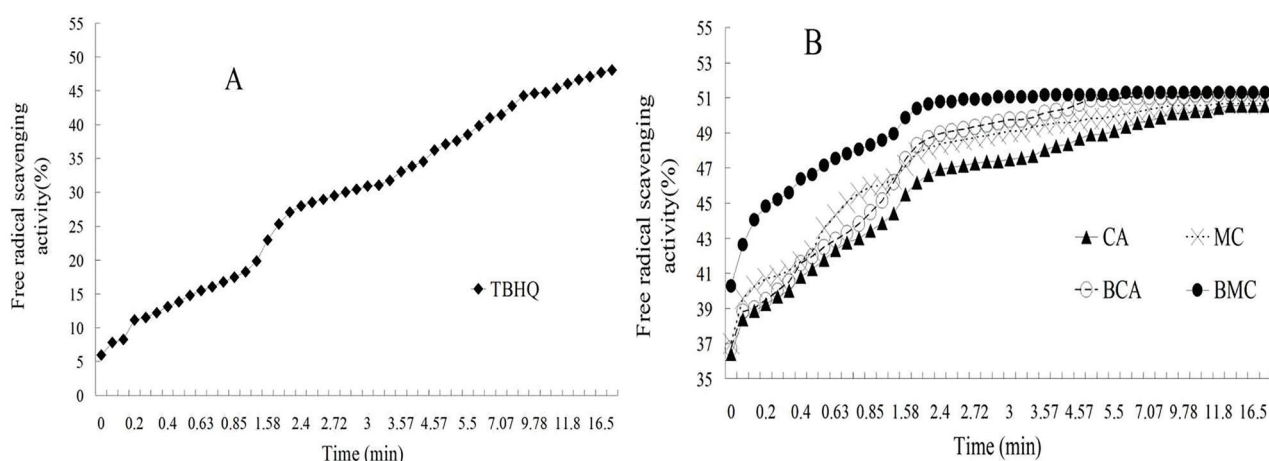 A
Free radical scavenging
activity(%)
55
50
45
40
35
30
25
20
15
10
5
0
TBHQ
0 0.2 0.4 0.63 0.85 1.58 2.4 2.72 3 3.57 4.57 5.5 7.07 9.78 11.8 16.5
Time (min)
B
Free radical scavenging
activity(%)
55
53
51
49
47
45
43
41
39
37
35
CA MC
BCA BMC
0 0.2 0.4 0.63 0.85 1.58 2.4 2.72 3 3.57 4.57 5.5 7.07 9.78 11.8 16.5
Time (min)